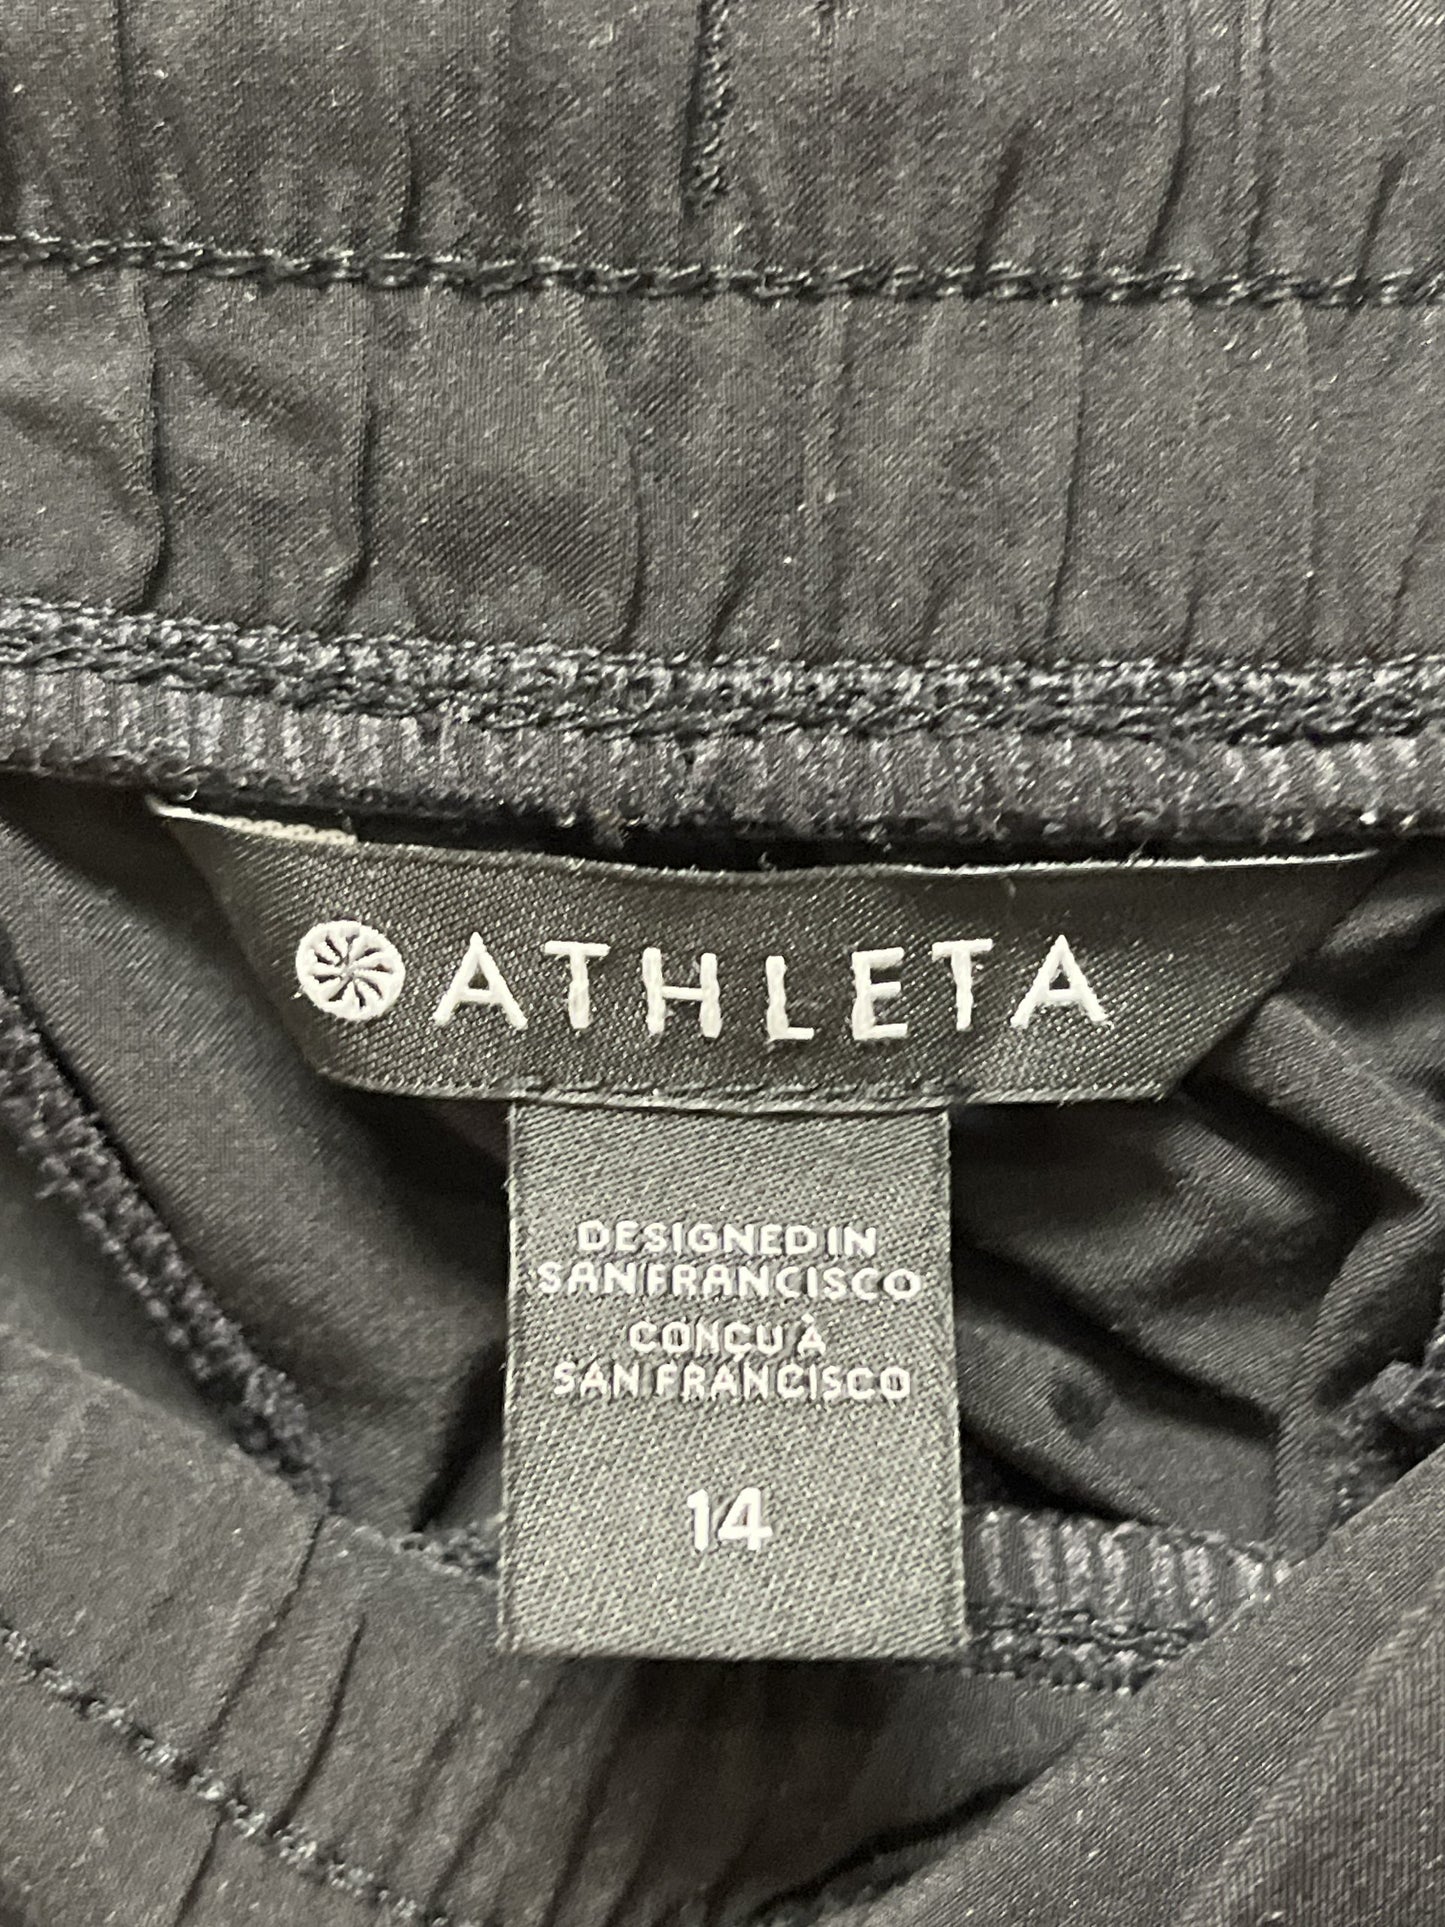 ATHLETA
DESIGNED IN
SAN FRANCISCO
CONÇU À
SAN FRANCISCO
14